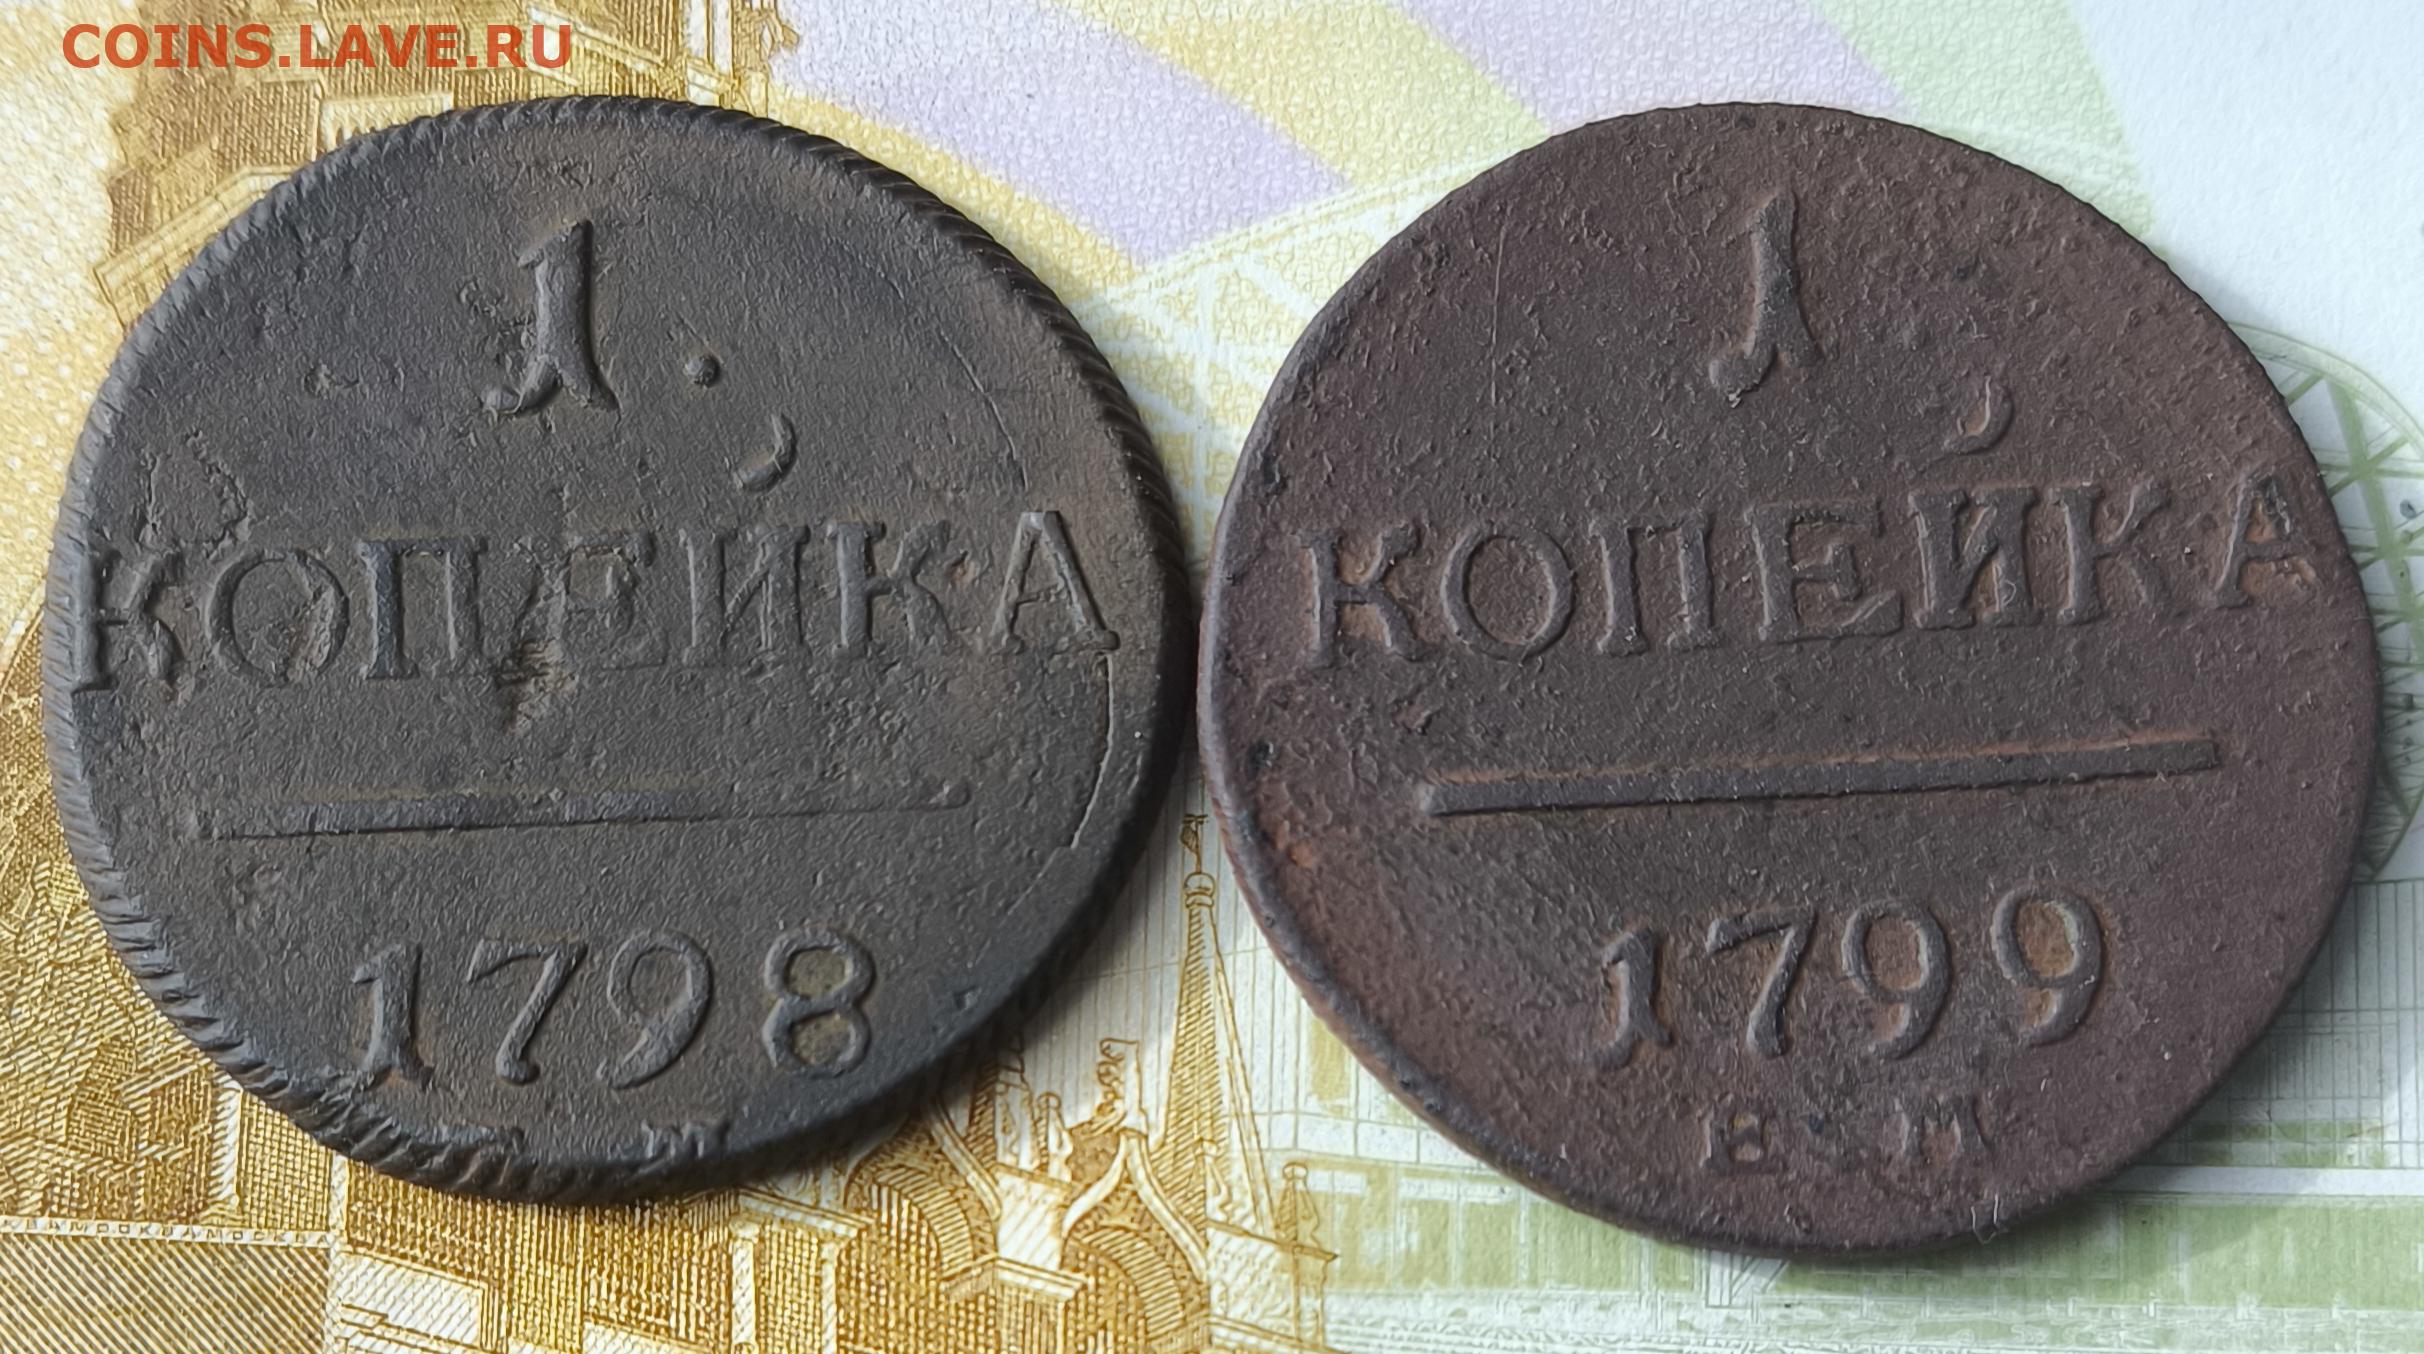 COINS.LAVE.RU
1.
КОПЕЙКА
1798
М
1
КОПЕЙКА
1799
Е.М